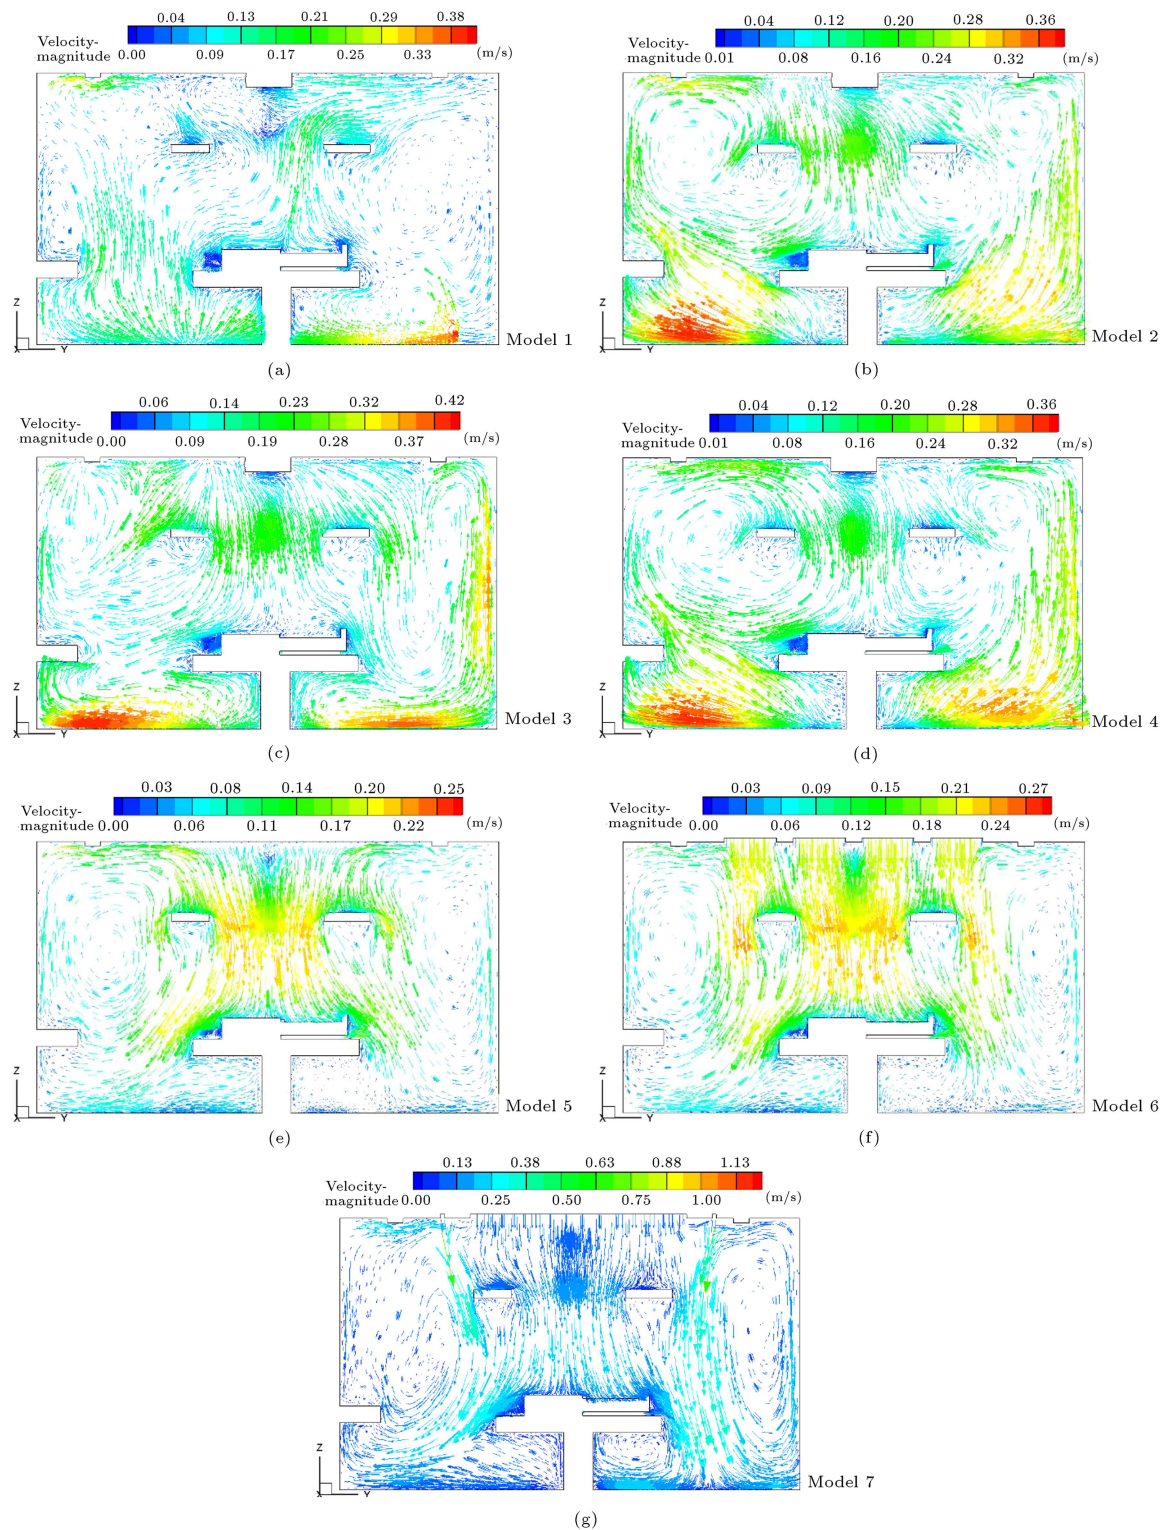 0.04 0.13 0.21 0.29 0.38
Velocity-
magnitude 0.00 0.09 0.17 0.25 0.33 (m/s)
Z
X Y
Model 1
(a)
0.04 0.12 0.20 0.28 0.36
Velocity-
magnitude 0.01 0.08 0.16 0.24 0.32 (m/s)
Z
X Y
Model 2
(b)
0.06 0.14 0.23 0.32 0.42
Velocity-
magnitude 0.00 0.09 0.19 0.28 0.37 (m/s)
Z
X Y
Model 3
(c)
0.04 0.12 0.20 0.28 0.36
Velocity-
magnitude 0.01 0.08 0.16 0.24 0.32 (m/s)
Z
X Y
Model 4
(d)
0.03 0.08 0.14 0.20 0.25
Velocity-
magnitude 0.00 0.06 0.11 0.17 0.22 (m/s)
Z
X Y
Model 5
(e)
0.03 0.09 0.15 0.21 0.27
Velocity-
magnitude 0.00 0.06 0.12 0.18 0.24 (m/s)
Z
X Y
Model 6
(f)
0.13 0.38 0.63 0.88 1.13
Velocity-
magnitude 0.00 0.25 0.50 0.75 1.00 (m/s)
Z
X Y
Model 7
(g)